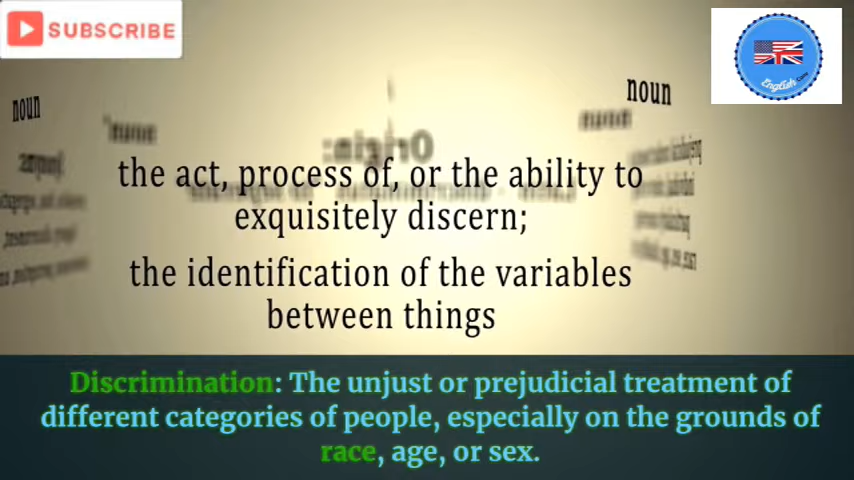 SUBSCRIBE
English Core
noun
noun
the act, process of, or the ability to
exquisitely discern;
the identification of the variables
between things
Discrimination: The unjust or prejudicial treatment of
different categories of people, especially on the grounds of
race, age, or sex.